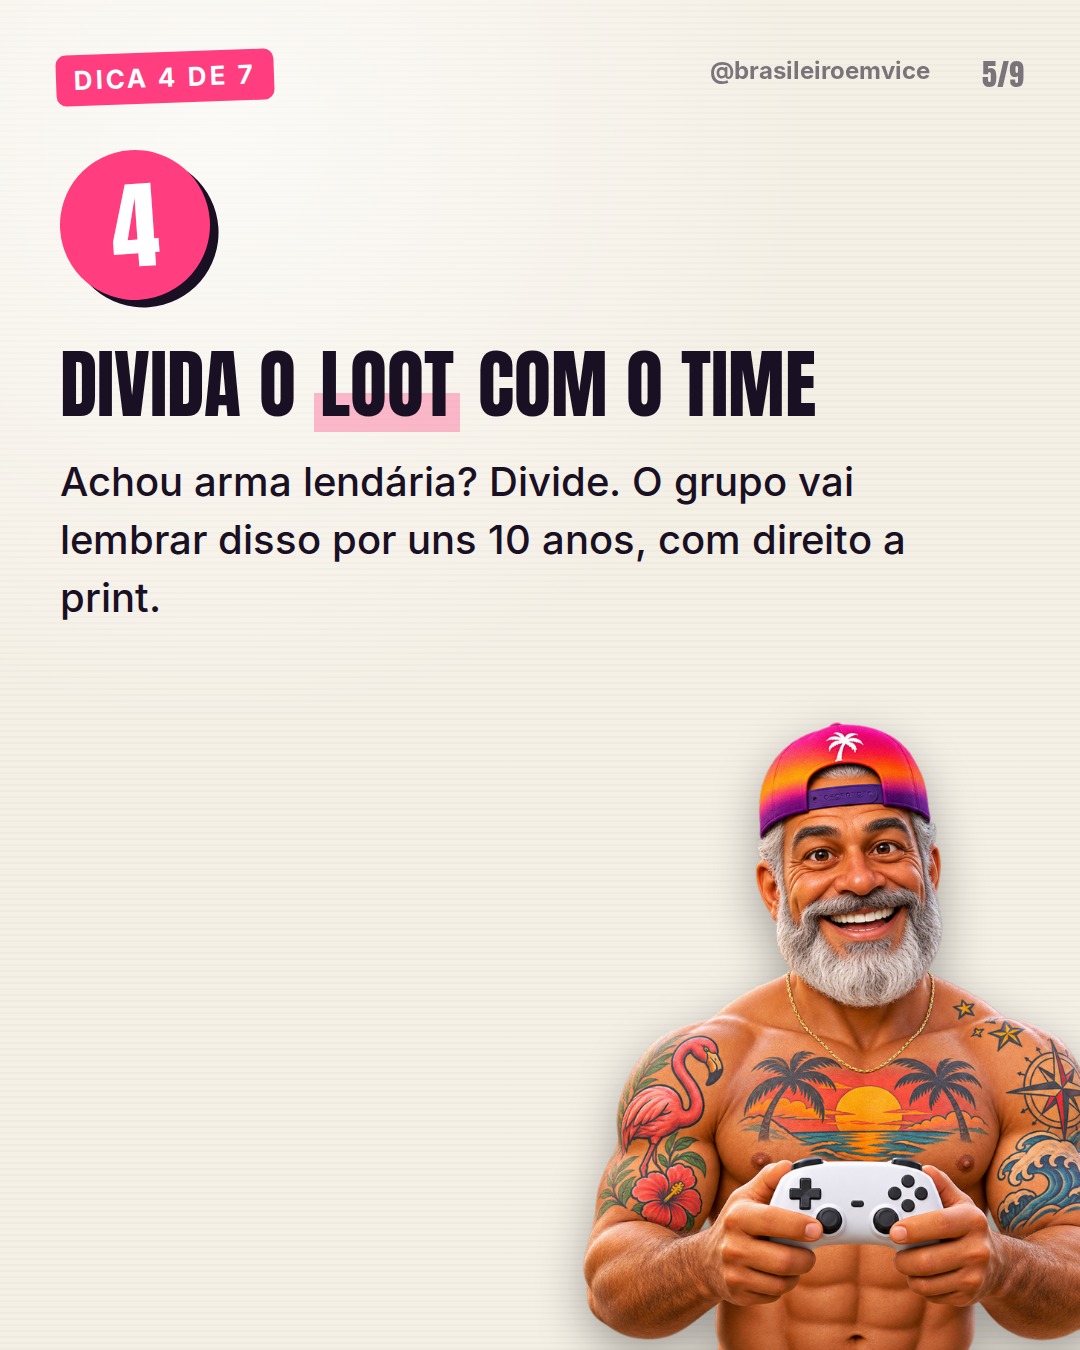 DICA 4 DE 7
@brasileiroemvice 5/9
4
DIVIDA O LOOT COM O TIME
Achou arma lendária? Divide. O grupo vai
lembrar disso por uns 10 anos, com direito a
print.